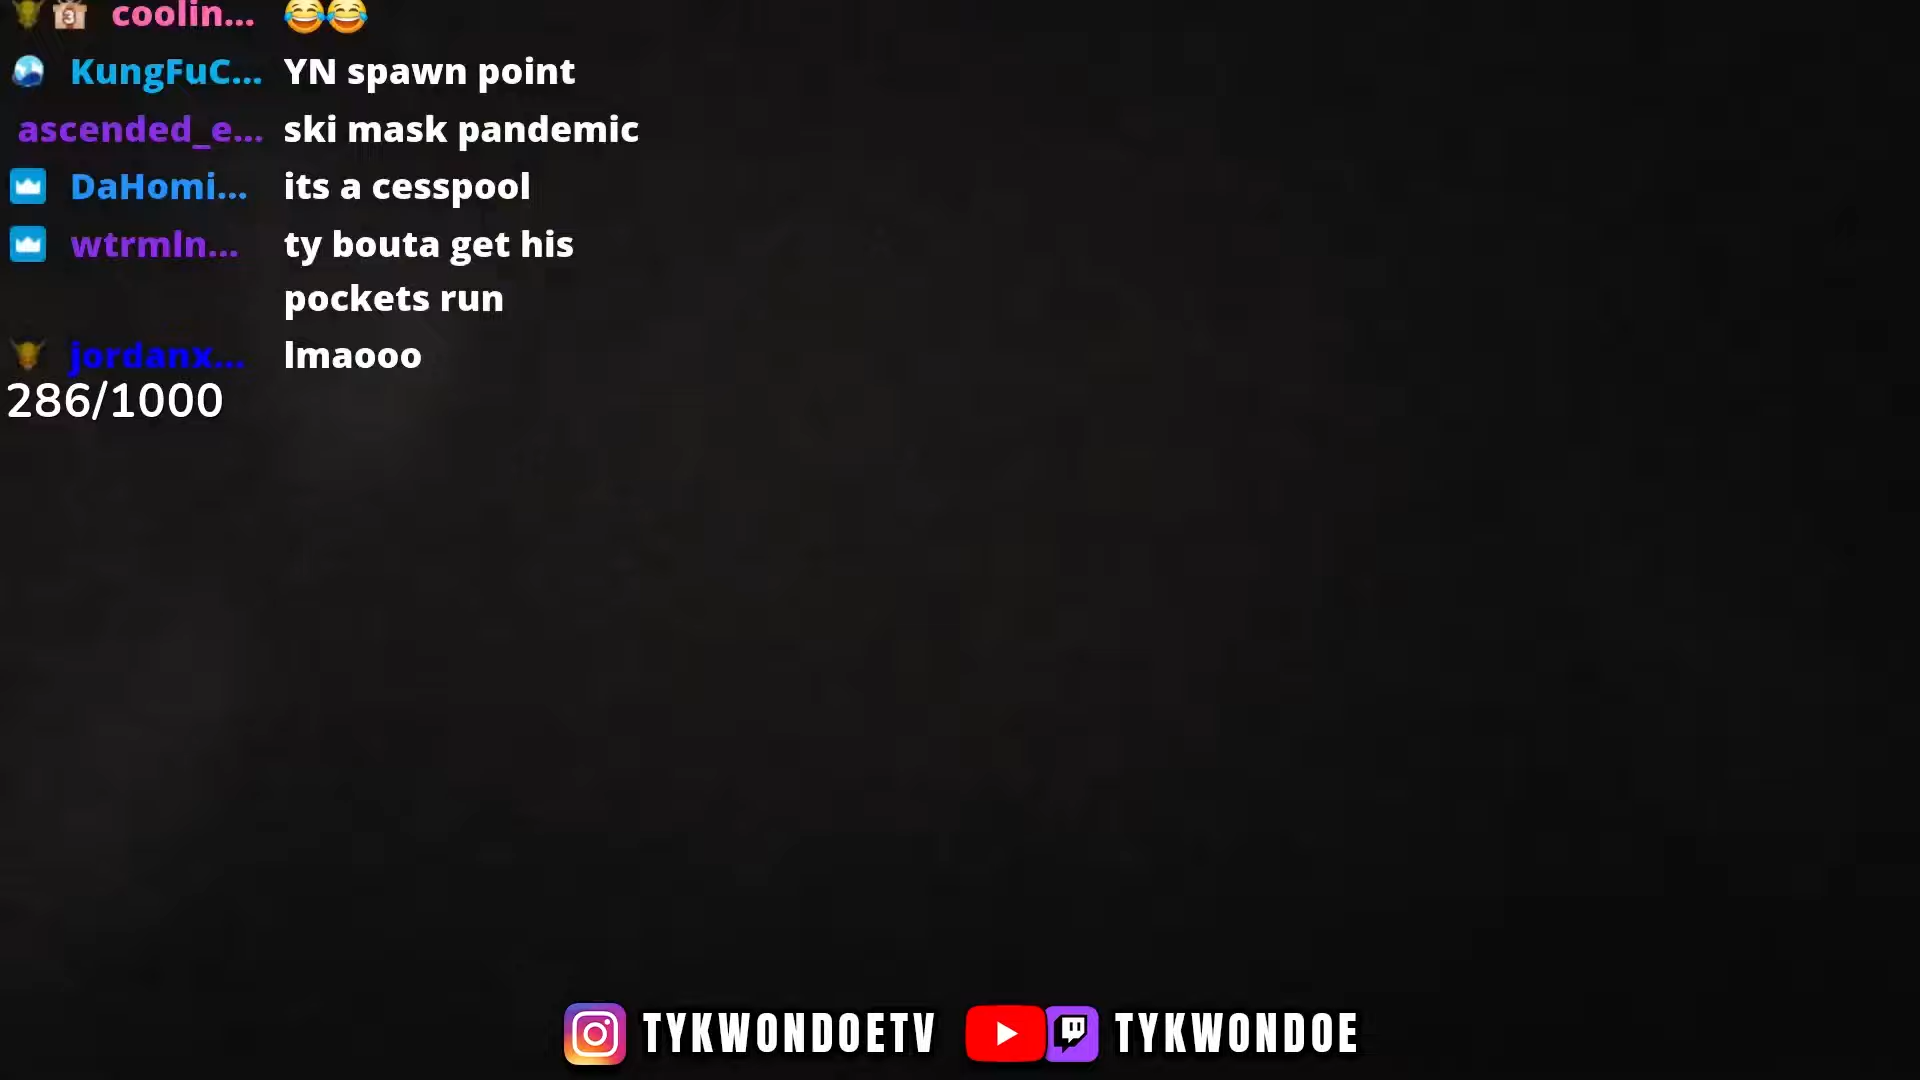 coolin... 😂😂
KungFuC... YN spawn point
ascended_e... ski mask pandemic
DaHomi... its a cesspool
wtrmln... ty bouta get his
pockets run
jordanx... lmaooo
286/1000
TYKWONDOETV TYKWONDOE